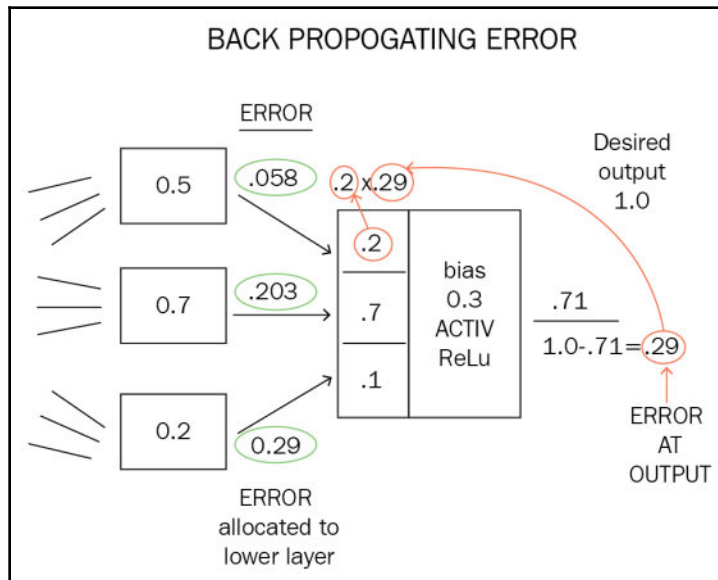 BACK PROPOGATING ERROR
ERROR
0.5
.058
.2 x .29
Desired
output
1.0
.2
0.7
.203
.7
bias
0.3
ACTIV
ReLu
.71
1.0-.71=.29
.1
0.2
0.29
ERROR
AT
OUTPUT
ERROR
allocated to
lower layer